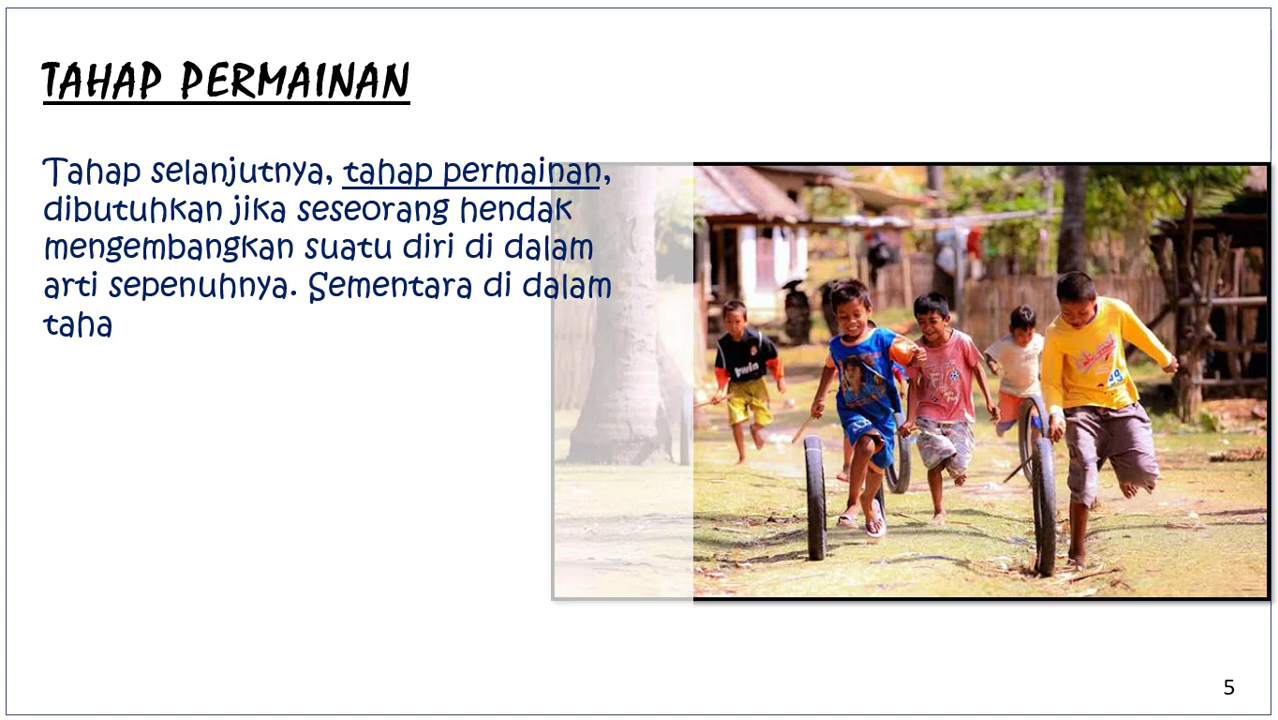 TAHAP PERMAINAN
Tahap selanjutnya, tahap permainan,
dibutuhkan jika seseorang hendak
mengembangkan suatu diri di dalam
arti sepenuhnya. Sementara di dalam
taha
twin
5